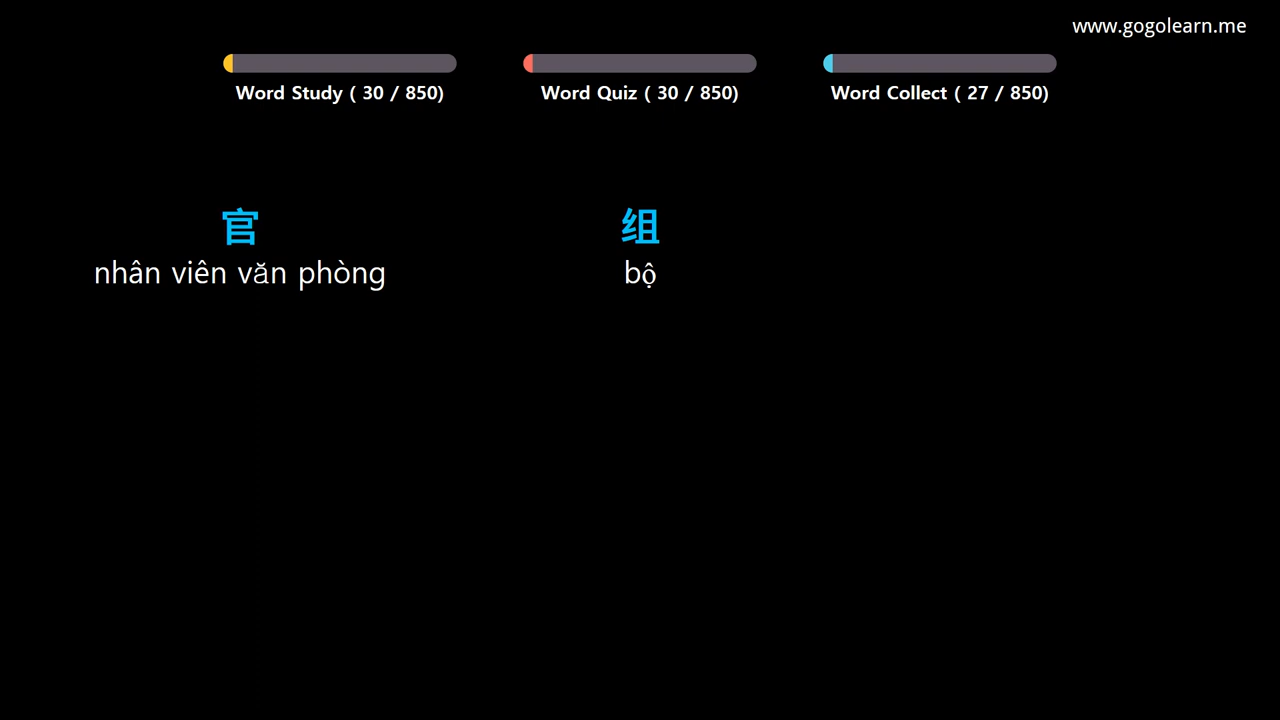 www.gogolearn.me
Word Study ( 30 / 850)
Word Quiz ( 30 / 850)
Word Collect ( 27 / 850)
官
nhân viên văn phòng
组
bộ